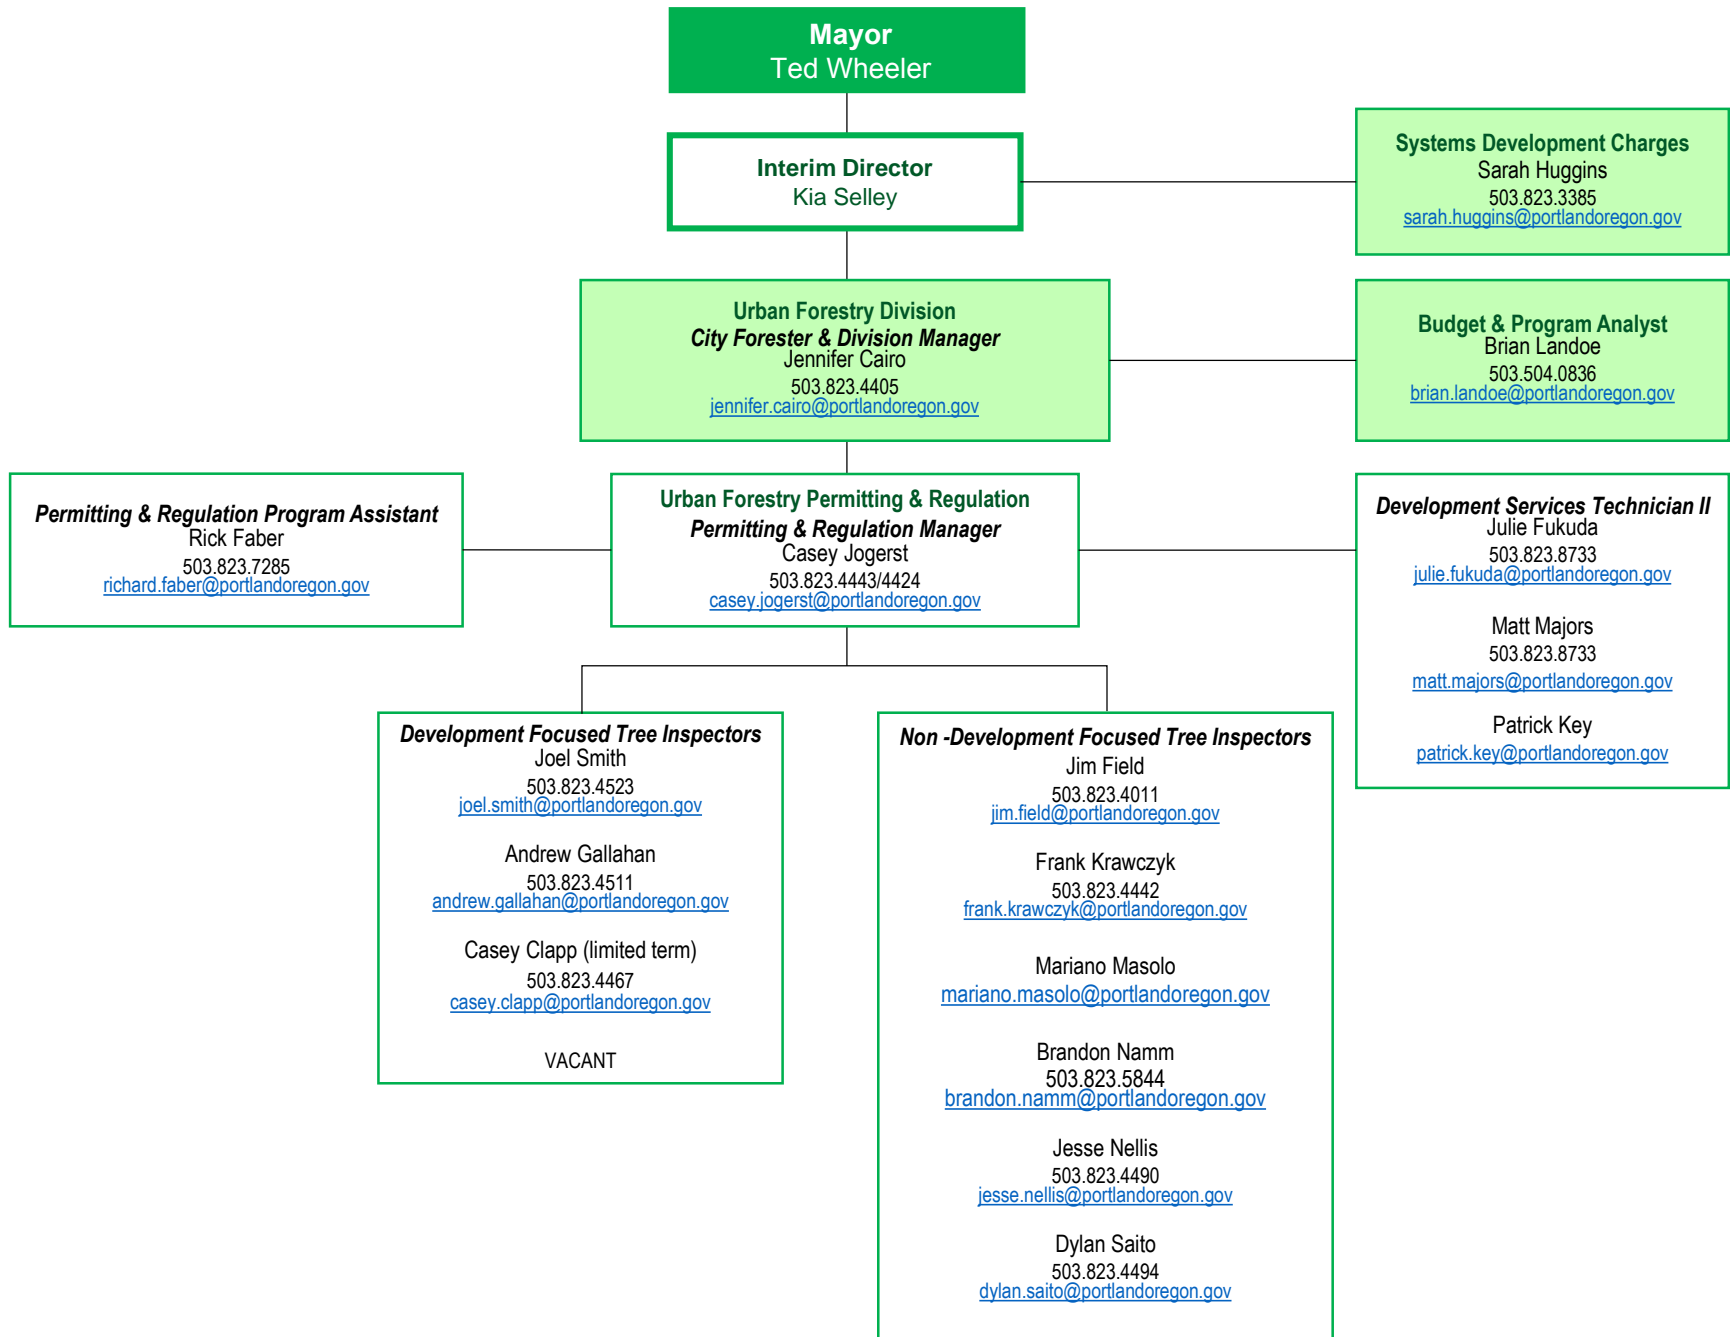 Mayor
Ted Wheeler
Interim Director
Kia Selley
Systems Development Charges
Sarah Huggins
503.823.3385
sarah.huggins@portlandoregon.gov
Urban Forestry Division
City Forester & Division Manager
Jennifer Cairo
503.823.4405
jennifer.cairo@portlandoregon.gov
Budget & Program Analyst
Brian Landoe
503.504.0836
brian.landoe@portlandoregon.gov
Permitting & Regulation Program Assistant
Rick Faber
503.823.7285
richard.faber@portlandoregon.gov
Urban Forestry Permitting & Regulation
Permitting & Regulation Manager
Casey Jogerst
503.823.4443/4424
casey.jogerst@portlandoregon.gov
Development Services Technician II
Julie Fukuda
503.823.8733
julie.fukuda@portlandoregon.gov
Matt Majors
503.823.8733
matt.majors@portlandoregon.gov
Patrick Key
patrick.key@portlandoregon.gov
Development Focused Tree Inspectors
Joel Smith
503.823.4523
joel.smith@portlandoregon.gov
Andrew Gallahan
503.823.4511
andrew.gallahan@portlandoregon.gov
Casey Clapp (limited term)
503.823.4467
casey.clapp@portlandoregon.gov
VACANT
Non -Development Focused Tree Inspectors
Jim Field
503.823.4011
jim.field@portlandoregon.gov
Frank Krawczyk
503.823.4442
frank.krawczyk@portlandoregon.gov
Mariano Masolo
mariano.masolo@portlandoregon.gov
Brandon Namm
503.823.5844
brandon.namm@portlandoregon.gov
Jesse Nellis
503.823.4490
jesse.nellis@portlandoregon.gov
Dylan Saito
503.823.4494
dylan.saito@portlandoregon.gov